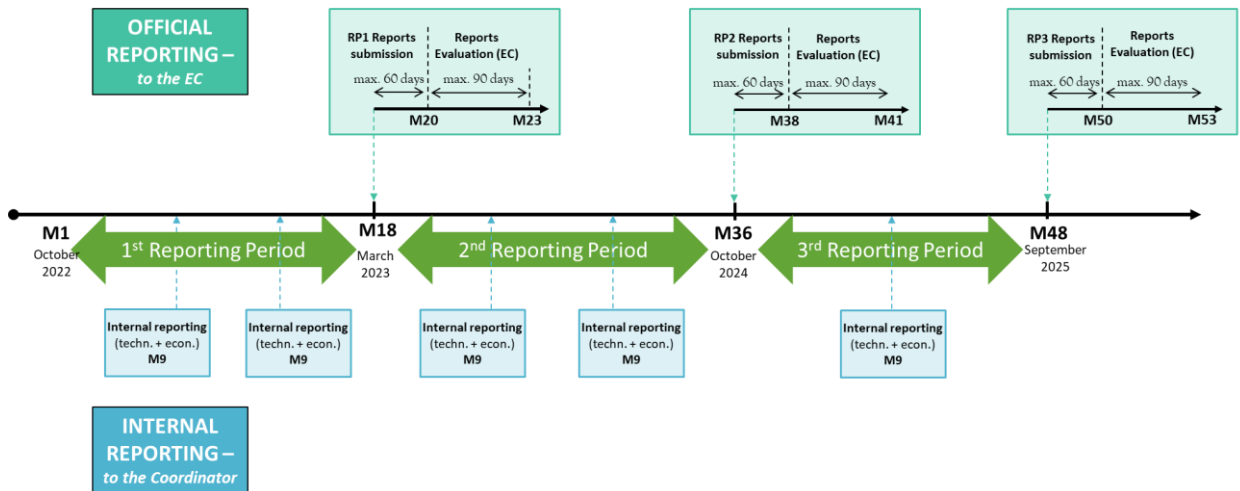 OFFICIAL
REPORTING –
to the EC
RP1 Reports
submission
Reports
Evaluation (EC)
max. 60 days
max. 90 days
M20
M23
RP2 Reports
submission
Reports
Evaluation (EC)
max. 60 days
max. 90 days
M38
M41
RP3 Reports
submission
Reports
Evaluation (EC)
max. 60 days
max. 90 days
M50
M53
M1
October
2022
1st Reporting Period
M18
March
2023
2nd Reporting Period
M36
October
2024
3rd Reporting Period
M48
September
2025
Internal reporting
(techn. + econ.)
M9
Internal reporting
(techn. + econ.)
M9
Internal reporting
(techn. + econ.)
M9
Internal reporting
(techn. + econ.)
M9
Internal reporting
(techn. + econ.)
M9
INTERNAL
REPORTING –
to the Coordinator